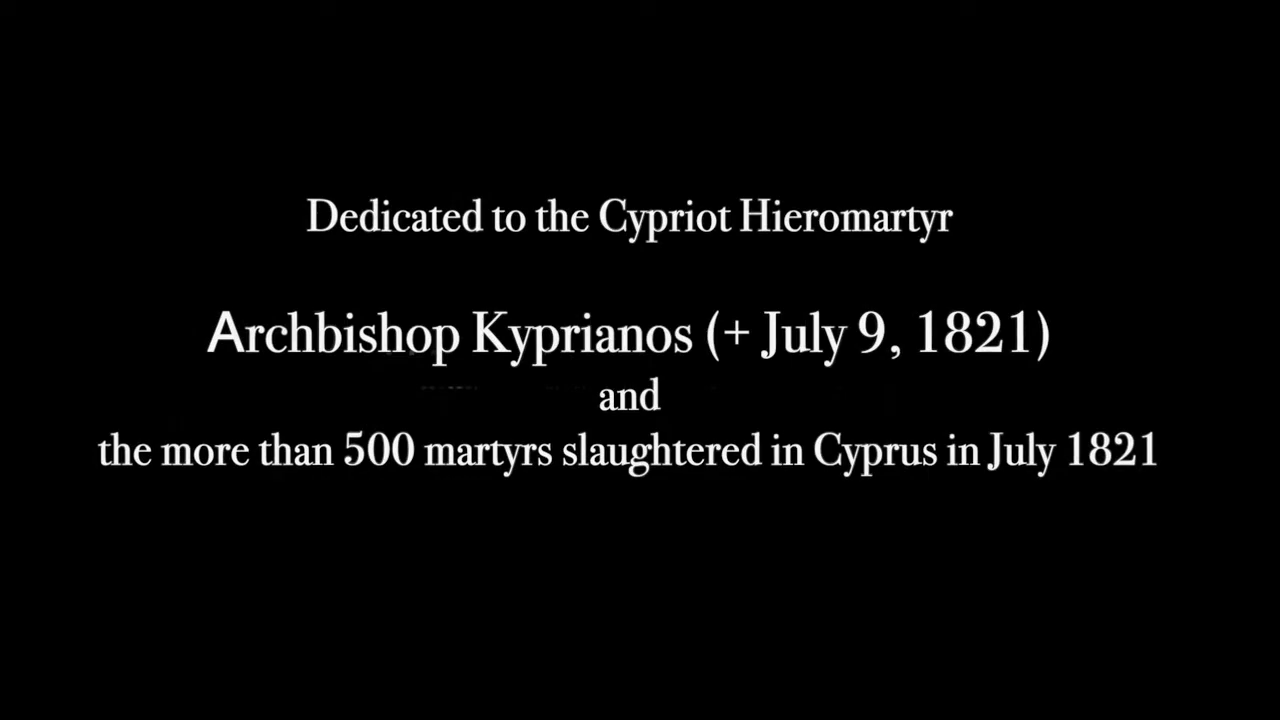 Dedicated to the Cypriot Hieromartyr
Archbishop Kyprianos (+ July 9, 1821)
and
the more than 500 martyrs slaughtered in Cyprus in July 1821